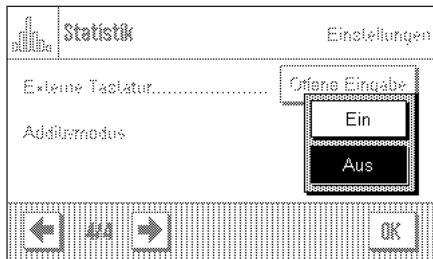 Statistik
Einstellungen
Externe Tastatur.................... Offene Eingabe
Additivmodus
Ein
Aus
4/4
OK